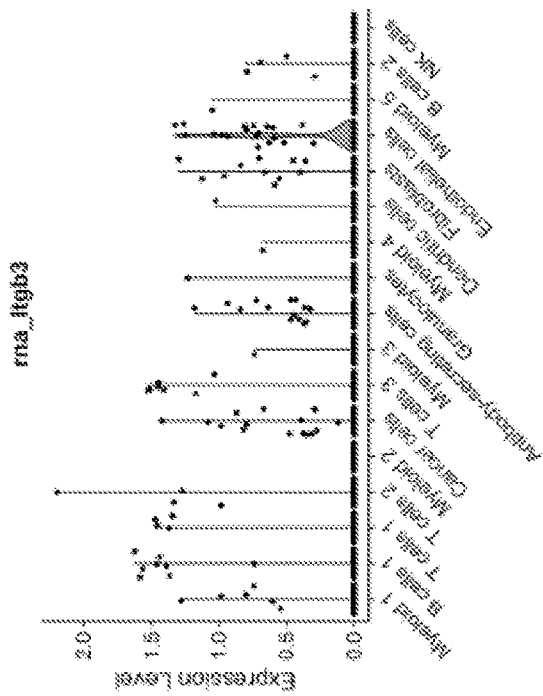 rna_Itgb3
Expression Level
2.0
1.5
1.0
0.5
0.0
Myeloid 1
B cells 1
T cells 1
T cells 2
Myeloid 2
Cancer cells
T cells 3
Myeloid 3
Antibody-secreting cells
Granulocytes
Myeloid 4
Dendritic cells
Fibroblasts
Endothelial cells
Myeloid 5
B cells 2
NK cells